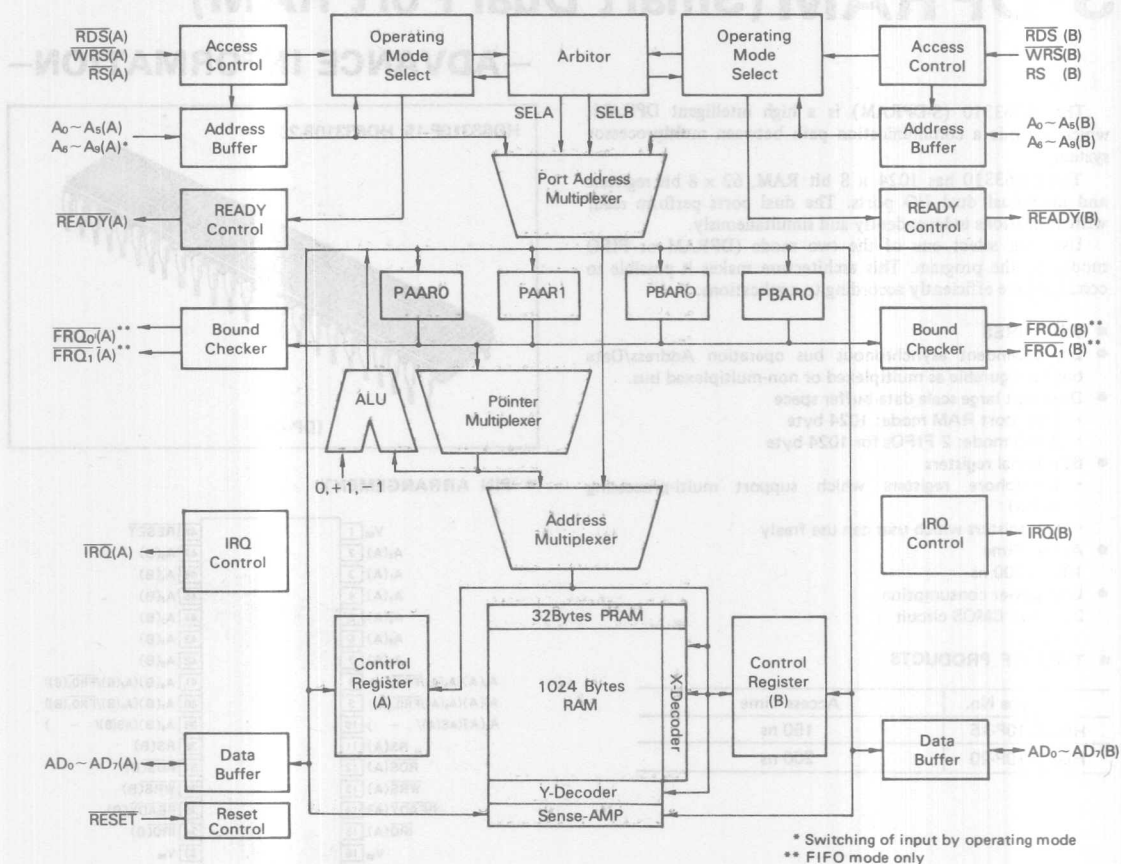 RDS(A)
WRS(A)
RS(A)
Access Control
Operating Mode Select
Arbitor
Operating Mode Select
Access Control
RDS (B)
WRS(B)
RS (B)
SELA
SELB
A₀~A₅(A)
A₆~A₉(A)*
Address Buffer
Port Address Multiplexer
Address Buffer
A₀~A₅(B)
A₆~A₉(B)
READY(A)
READY Control
READY Control
READY(B)
PAAR0
PAAR1
PBAR0
PBAR0
FRQ₀(A)**
FRQ₁(A)**
Bound Checker
Bound Checker
FRQ₀(B)**
FRQ₁(B)**
ALU
Pointer Multiplexer
0,+1,−1
Address Multiplexer
IRQ(A)
IRQ Control
IRQ Control
IRQ(B)
32Bytes PRAM
Control Register (A)
1024 Bytes RAM
X-Decoder
Control Register (B)
AD₀~AD₇(A)
Data Buffer
Y-Decoder
Sense-AMP
Data Buffer
AD₀~AD₇(B)
RESET
Reset Control
* Switching of input by operating mode
** FIFO mode only